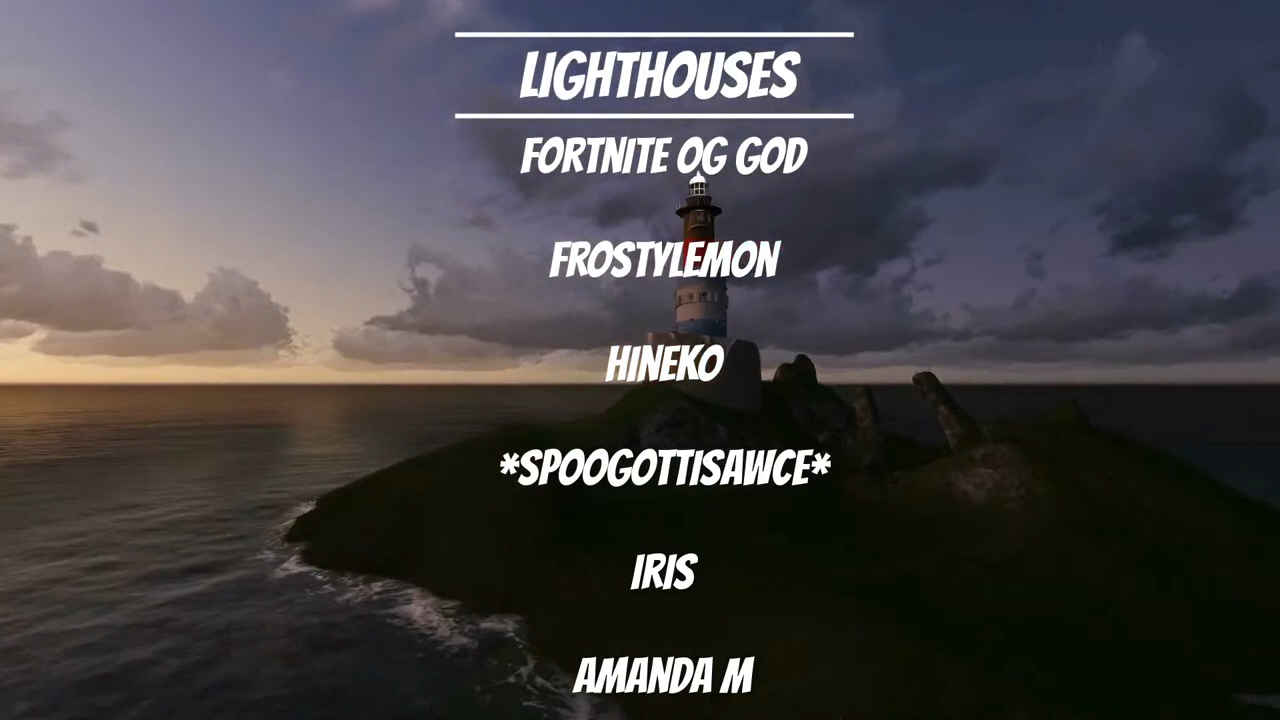 LIGHTHOUSES
FORTNITE OG GOD
FROSTYLEMON
HINEKO
*SPOOGOTTISAWCE*
IRIS
AMANDA M